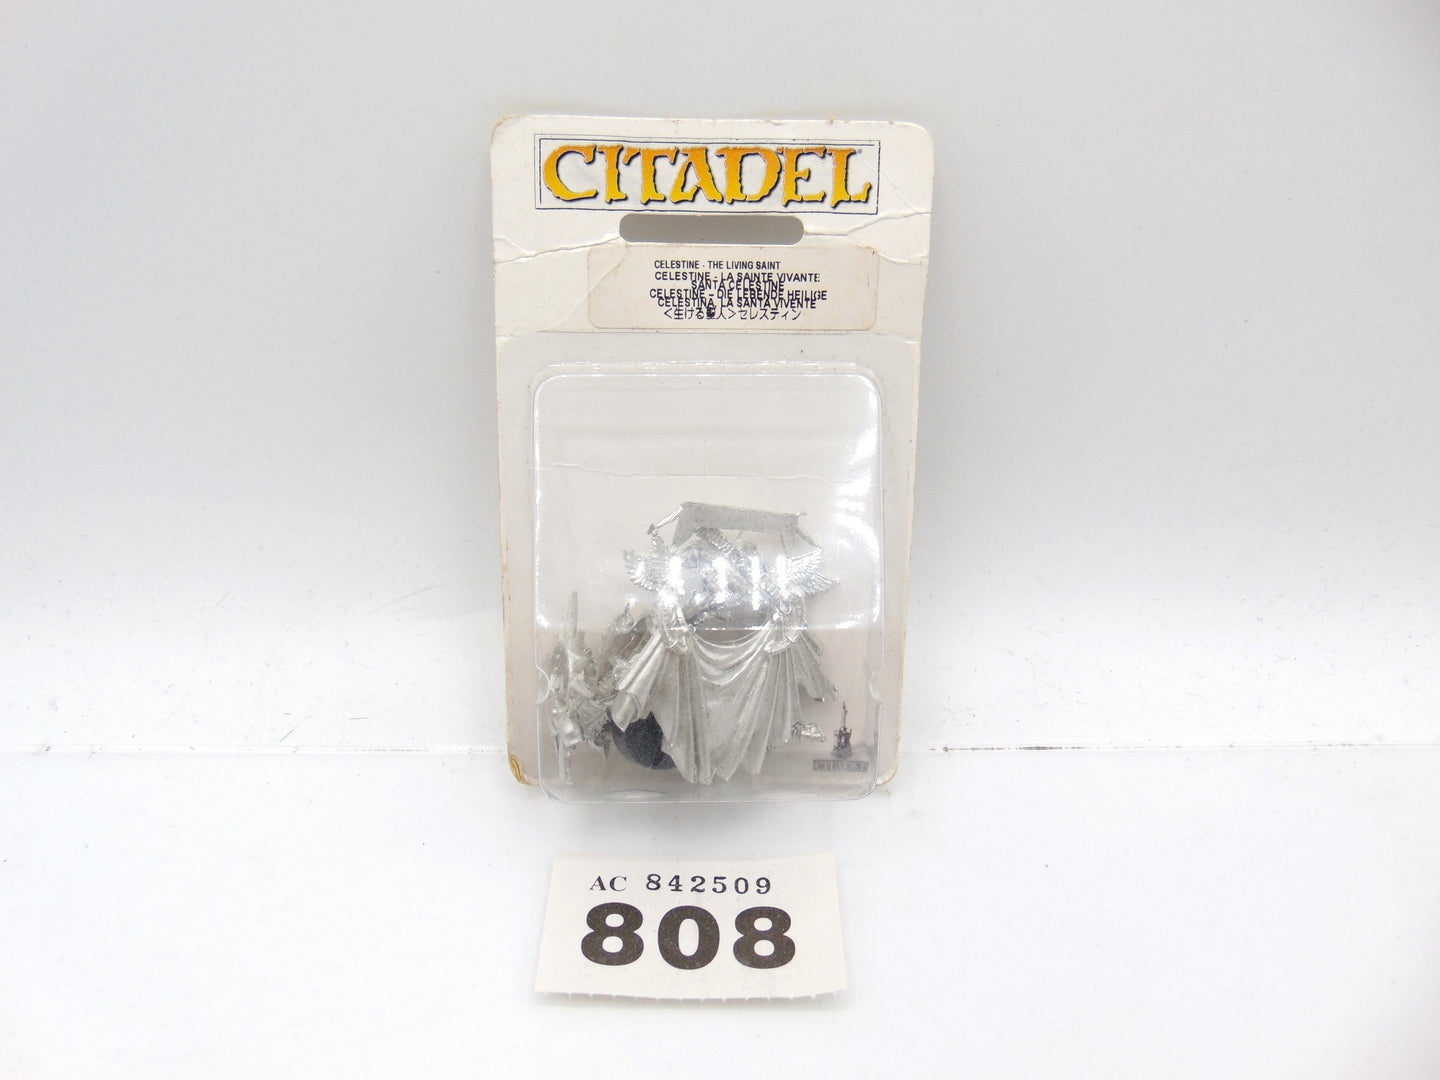 CITADEL
CELESTINE - THE LIVING SAINT
CELESTINE - LA SAINTE VIVANTE
SANTA CELESTINE
CELESTINE - DIE LEBENDE HEILIGE
CELESTINA, LA SANTA VIVENTE
<生ける聖人>セレスティン
CITADEL
AC 842509
808